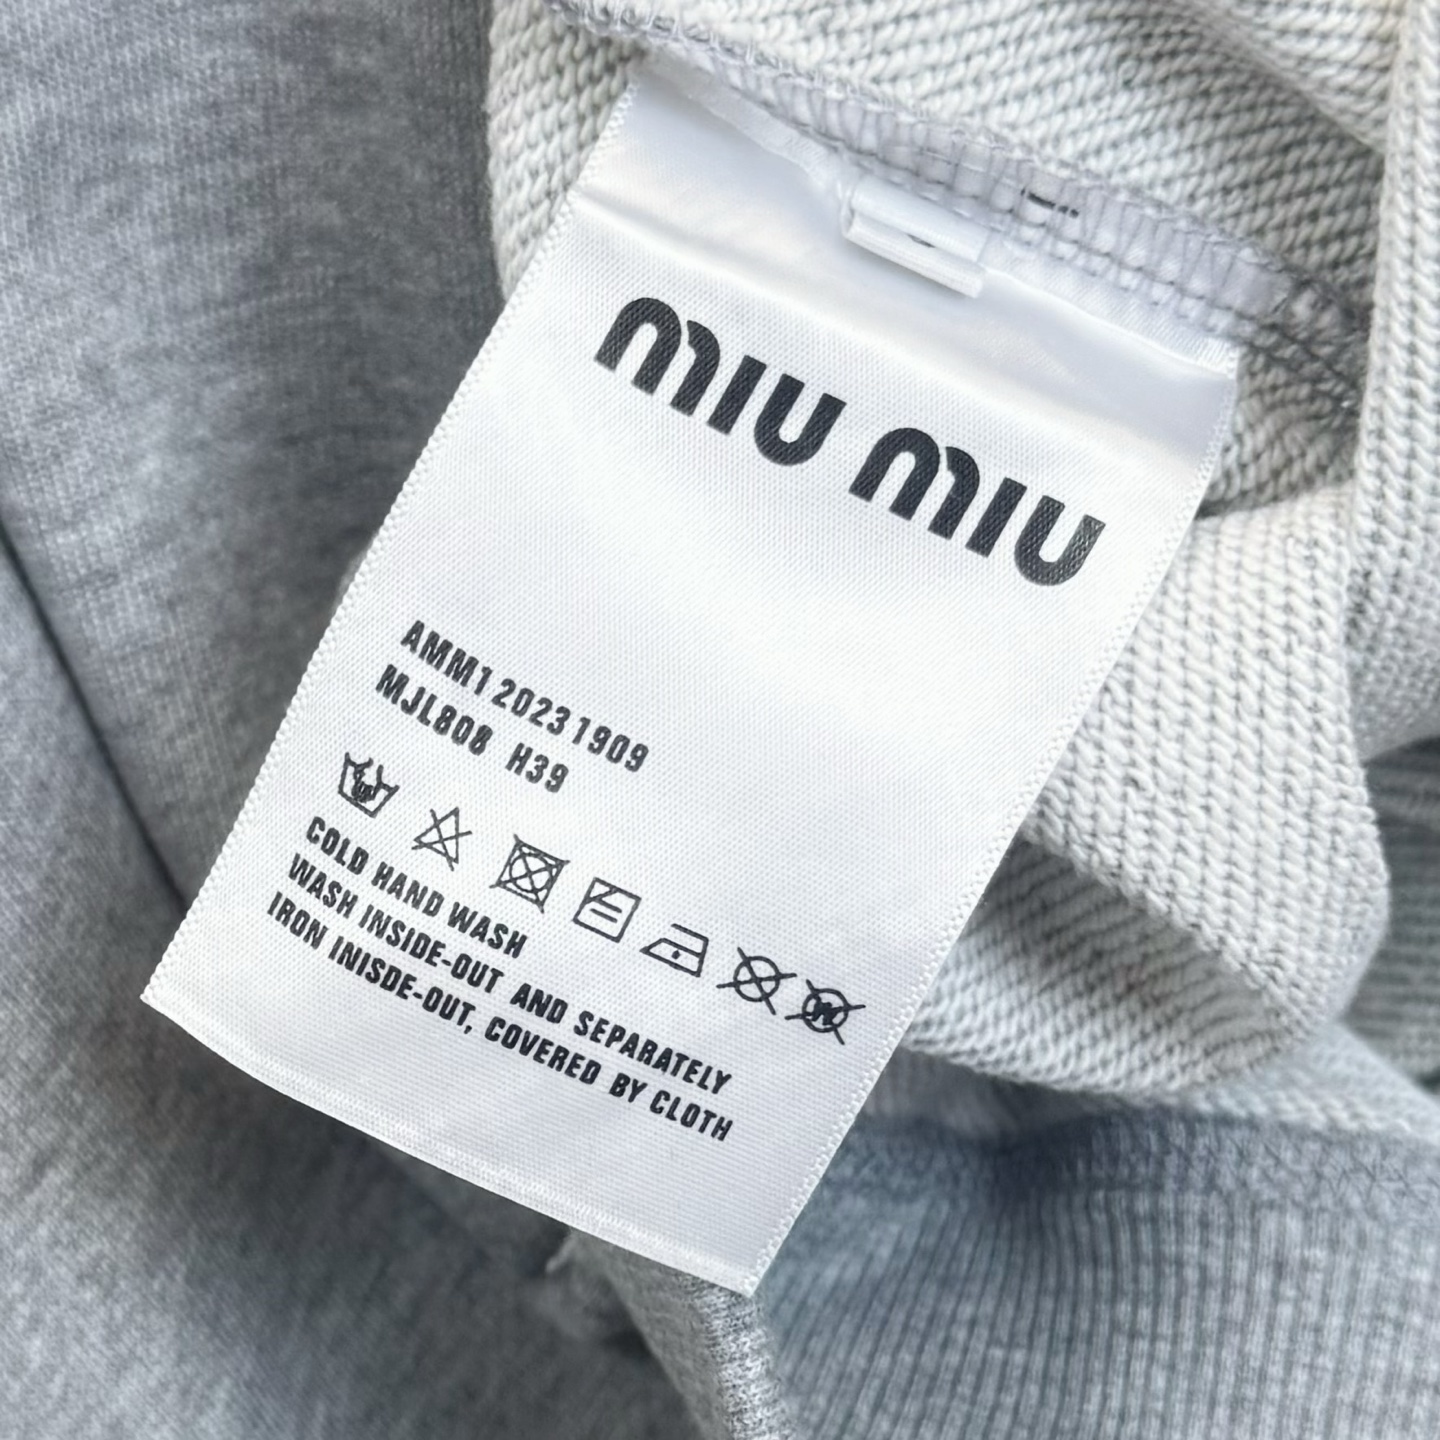 MIU MIU
AMM120231909
MJL808 H39
COLD HAND WASH
WASH INSIDE-OUT AND SEPARATELY
IRON INISDE-OUT, COVERED BY CLOTH